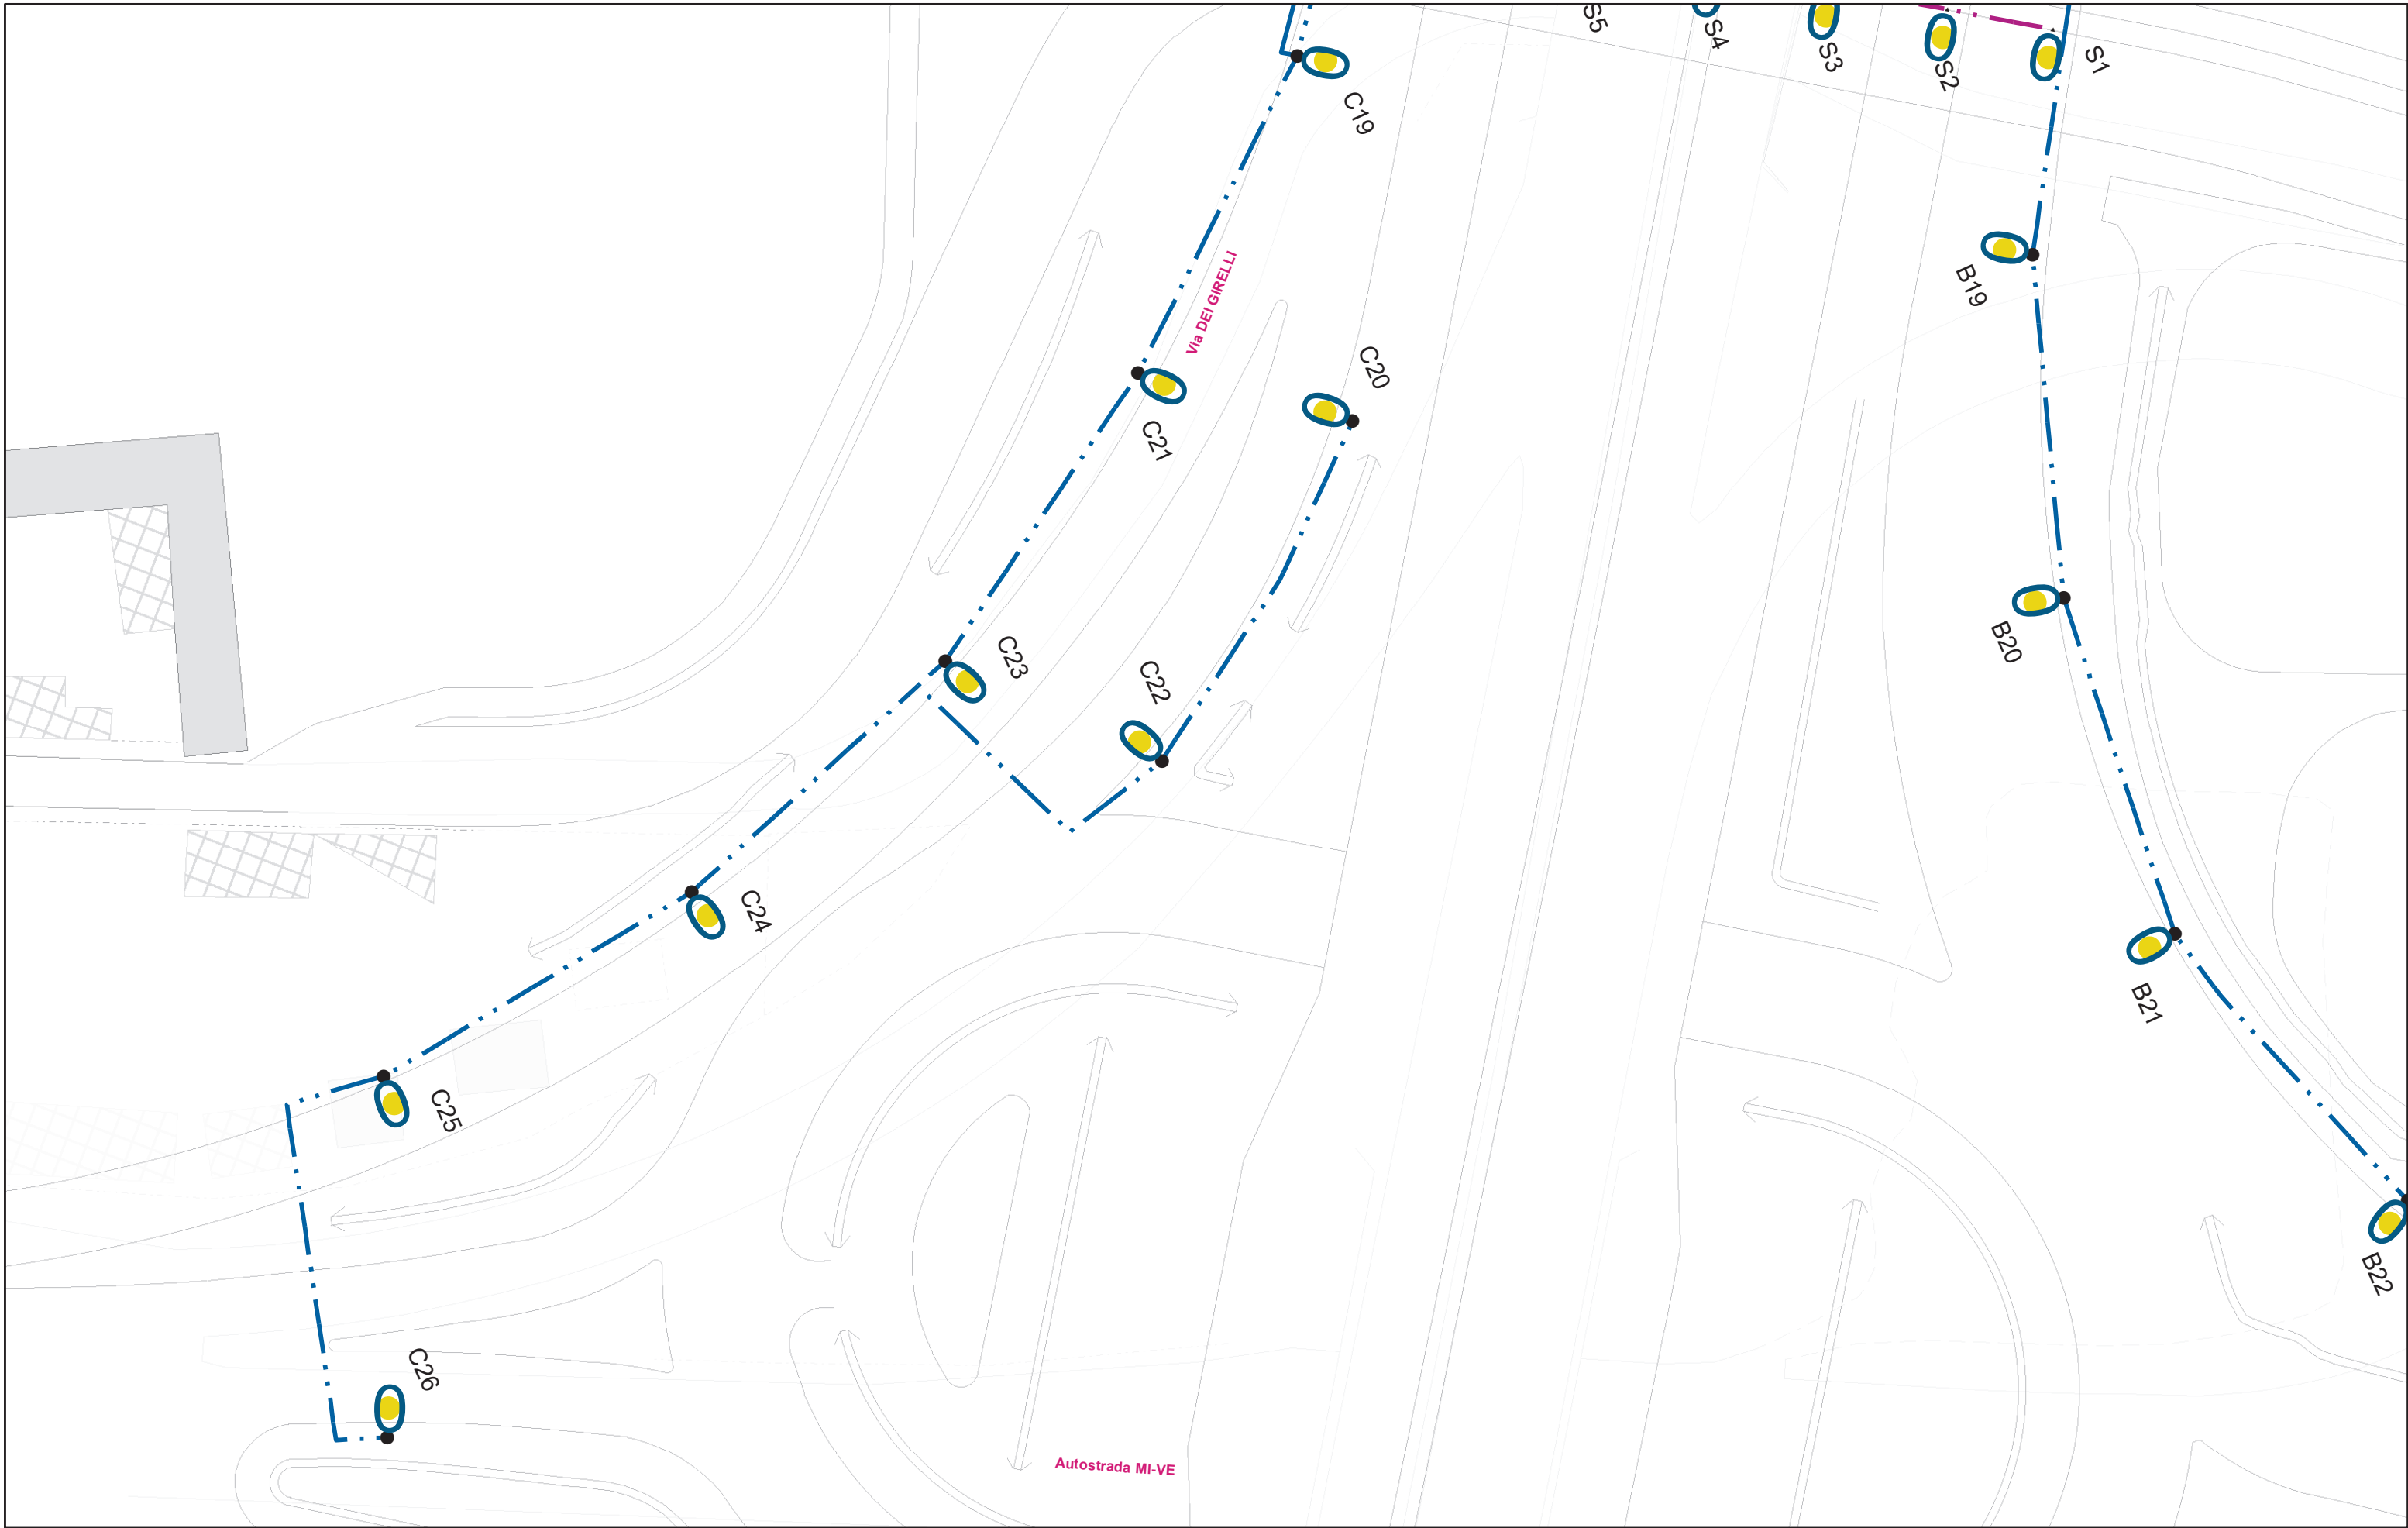 S5
S4
S3
S2
S1
C19
B19
Via DEI GIRELLI
C20
C21
B20
C23
C22
C24
B21
C25
B22
C26
Autostrada MI-VE